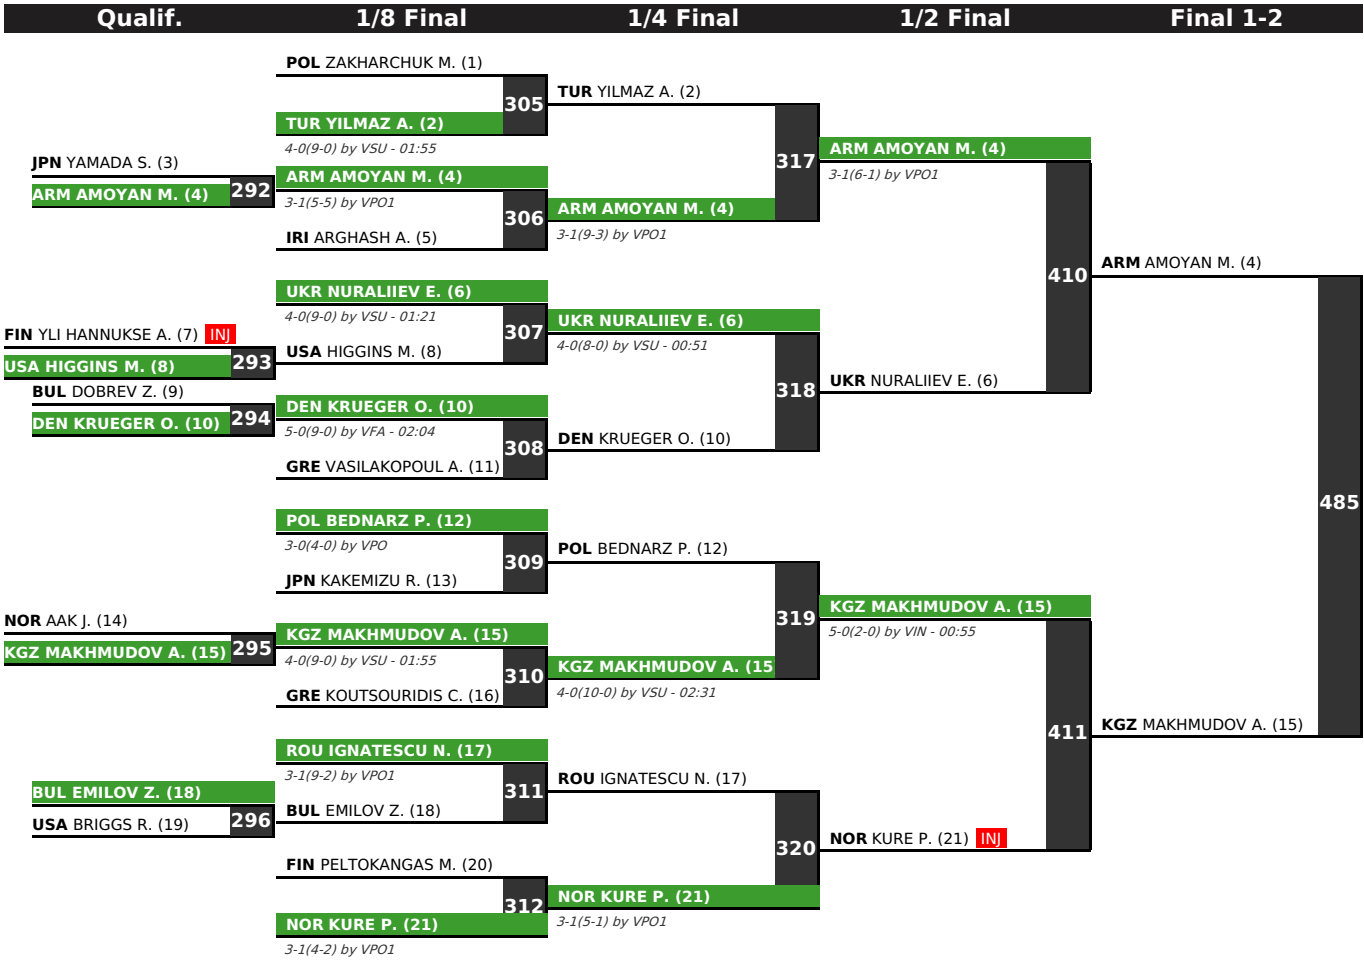 Qualif. 1/8 Final 1/4 Final 1/2 Final Final 1-2
POL ZAKHARCHUK M. (1)
305
TUR YILMAZ A. (2)
4-0(9-0) by VSU - 01:55
JPN YAMADA S. (3)
ARM AMOYAN M. (4)
292
ARM AMOYAN M. (4)
3-1(5-5) by VPO1
306
IRI ARGHASH A. (5)
UKR NURALIIEV E. (6)
4-0(9-0) by VSU - 01:21
307
FIN YLI HANNUKSE A. (7) INJ
USA HIGGINS M. (8)
293
USA HIGGINS M. (8)
BUL DOBREV Z. (9)
DEN KRUEGER O. (10)
294
DEN KRUEGER O. (10)
5-0(9-0) by VFA - 02:04
308
GRE VASILAKOPOUL A. (11)
POL BEDNARZ P. (12)
3-0(4-0) by VPO
309
JPN KAKEMIZU R. (13)
NOR AAK J. (14)
KGZ MAKHMUDOV A. (15)
295
KGZ MAKHMUDOV A. (15)
4-0(9-0) by VSU - 01:55
310
GRE KOUTSOURIDIS C. (16)
ROU IGNATESCU N. (17)
3-1(9-2) by VPO1
311
BUL EMILOV Z. (18)
296
USA BRIGGS R. (19)
BUL EMILOV Z. (18)
FIN PELTOKANGAS M. (20)
312
NOR KURE P. (21)
3-1(4-2) by VPO1
TUR YILMAZ A. (2)
317
ARM AMOYAN M. (4)
3-1(9-3) by VPO1
UKR NURALIIEV E. (6)
4-0(8-0) by VSU - 00:51
318
DEN KRUEGER O. (10)
POL BEDNARZ P. (12)
319
KGZ MAKHMUDOV A. (15
4-0(10-0) by VSU - 02:31
ROU IGNATESCU N. (17)
320
NOR KURE P. (21)
3-1(5-1) by VPO1
ARM AMOYAN M. (4)
3-1(6-1) by VPO1
410
UKR NURALIIEV E. (6)
KGZ MAKHMUDOV A. (15)
5-0(2-0) by VIN - 00:55
411
NOR KURE P. (21) INJ
ARM AMOYAN M. (4)
485
KGZ MAKHMUDOV A. (15)